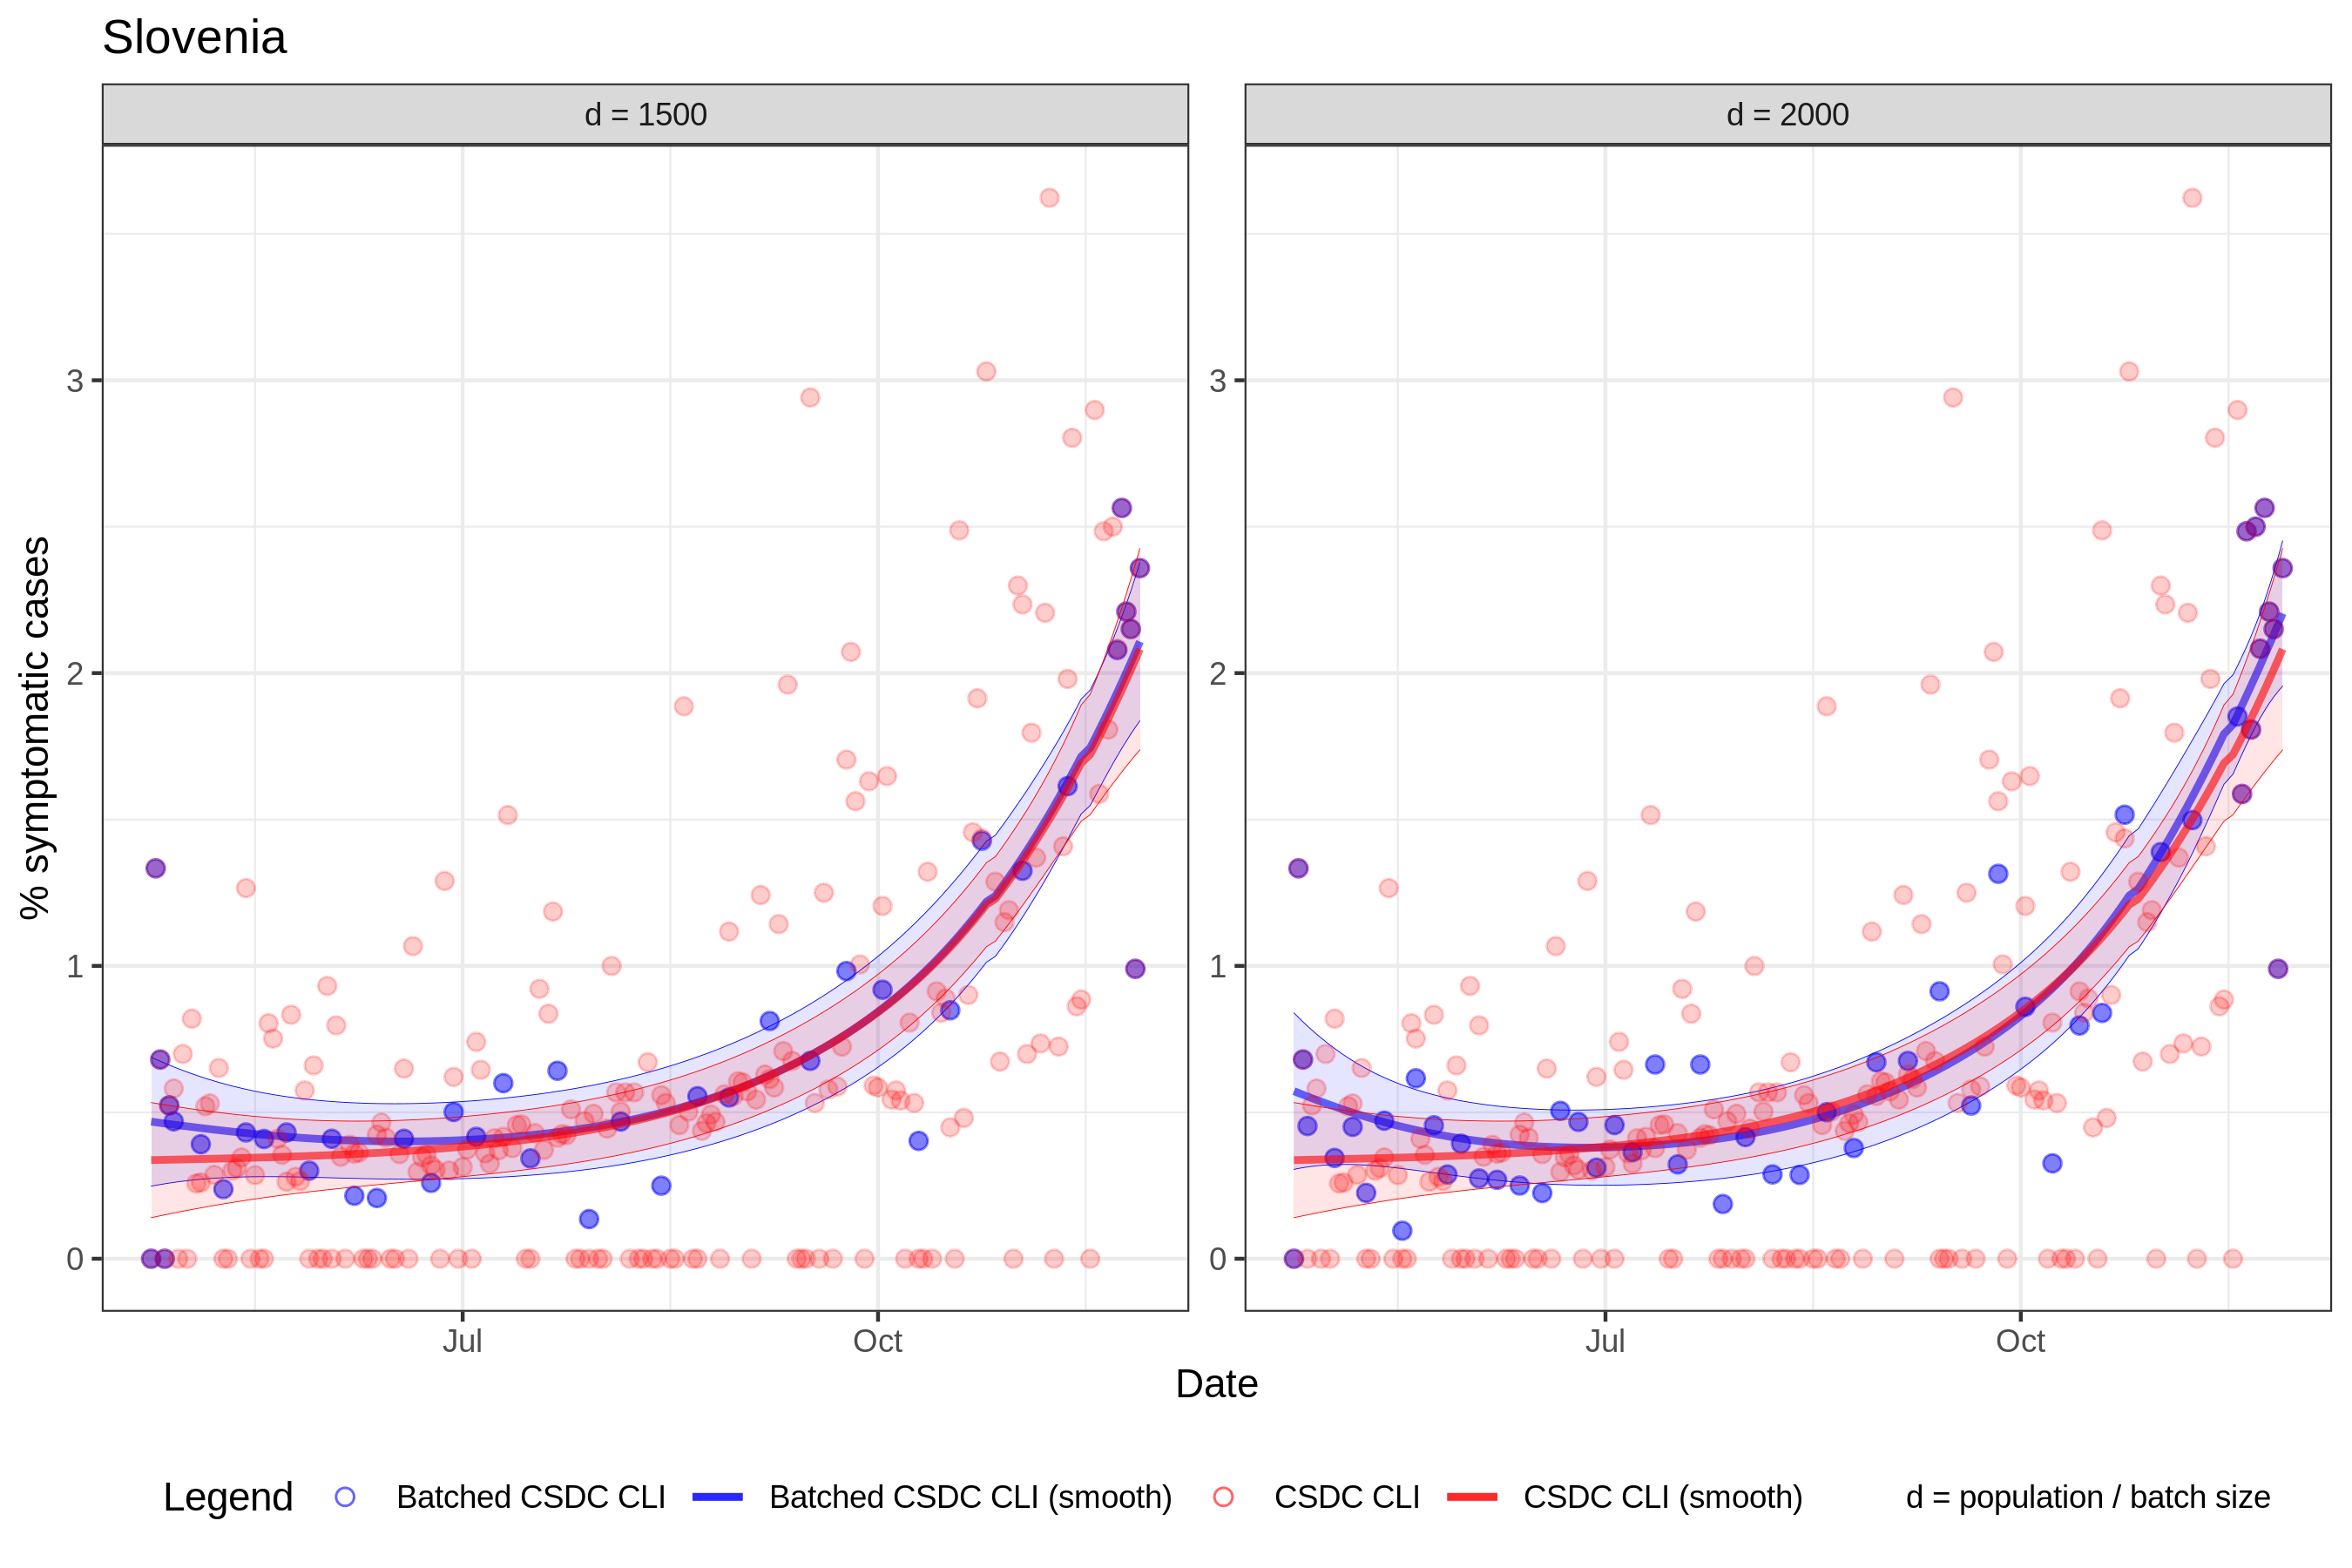 Slovenia
d = 1500
d = 2000
% symptomatic cases
3
2
1
0
3
2
1
0
Jul
Oct
Jul
Oct
Date
Legend
Batched CSDC CLI
Batched CSDC CLI (smooth)
CSDC CLI
CSDC CLI (smooth)
d = population / batch size